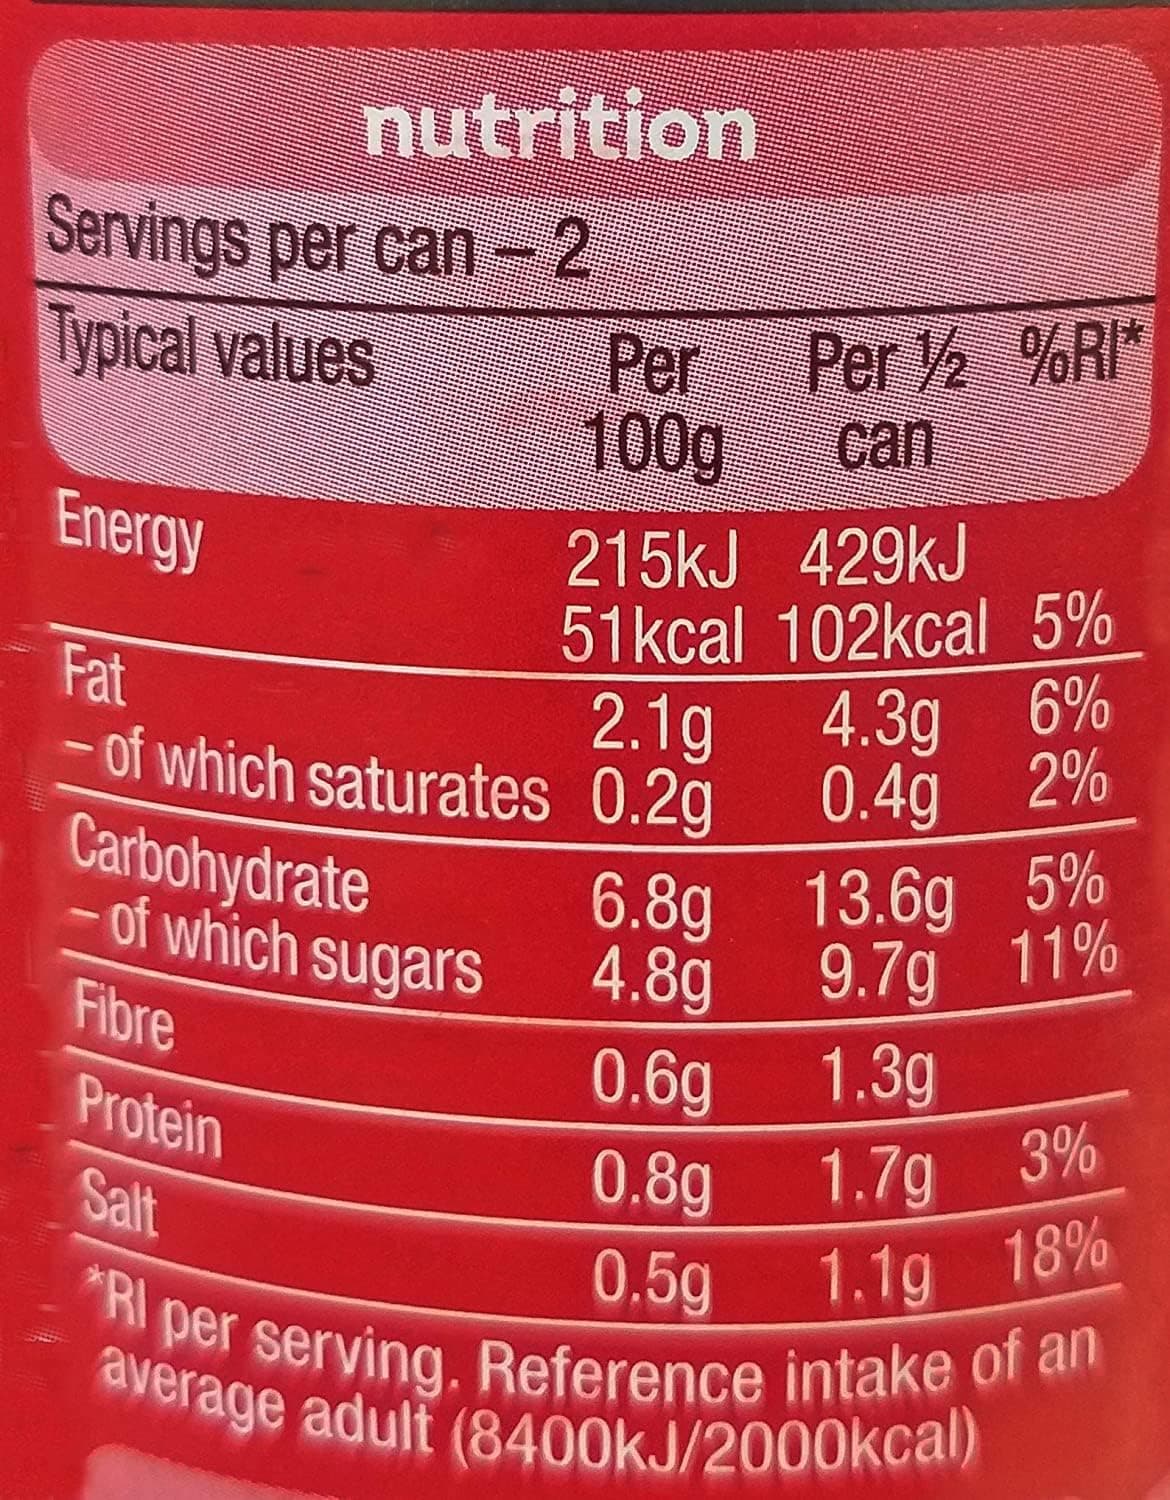 nutrition
Servings per can – 2
Typical values Per 100g Per ½ can %RI*
Energy 215kJ 429kJ
51kcal 102kcal 5%
Fat 2.1g 4.3g 6%
– of which saturates 0.2g 0.4g 2%
Carbohydrate 6.8g 13.6g 5%
– of which sugars 4.8g 9.7g 11%
Fibre 0.6g 1.3g
Protein 0.8g 1.7g 3%
Salt 0.5g 1.1g 18%
*RI per serving. Reference intake of an
average adult (8400kJ/2000kcal)